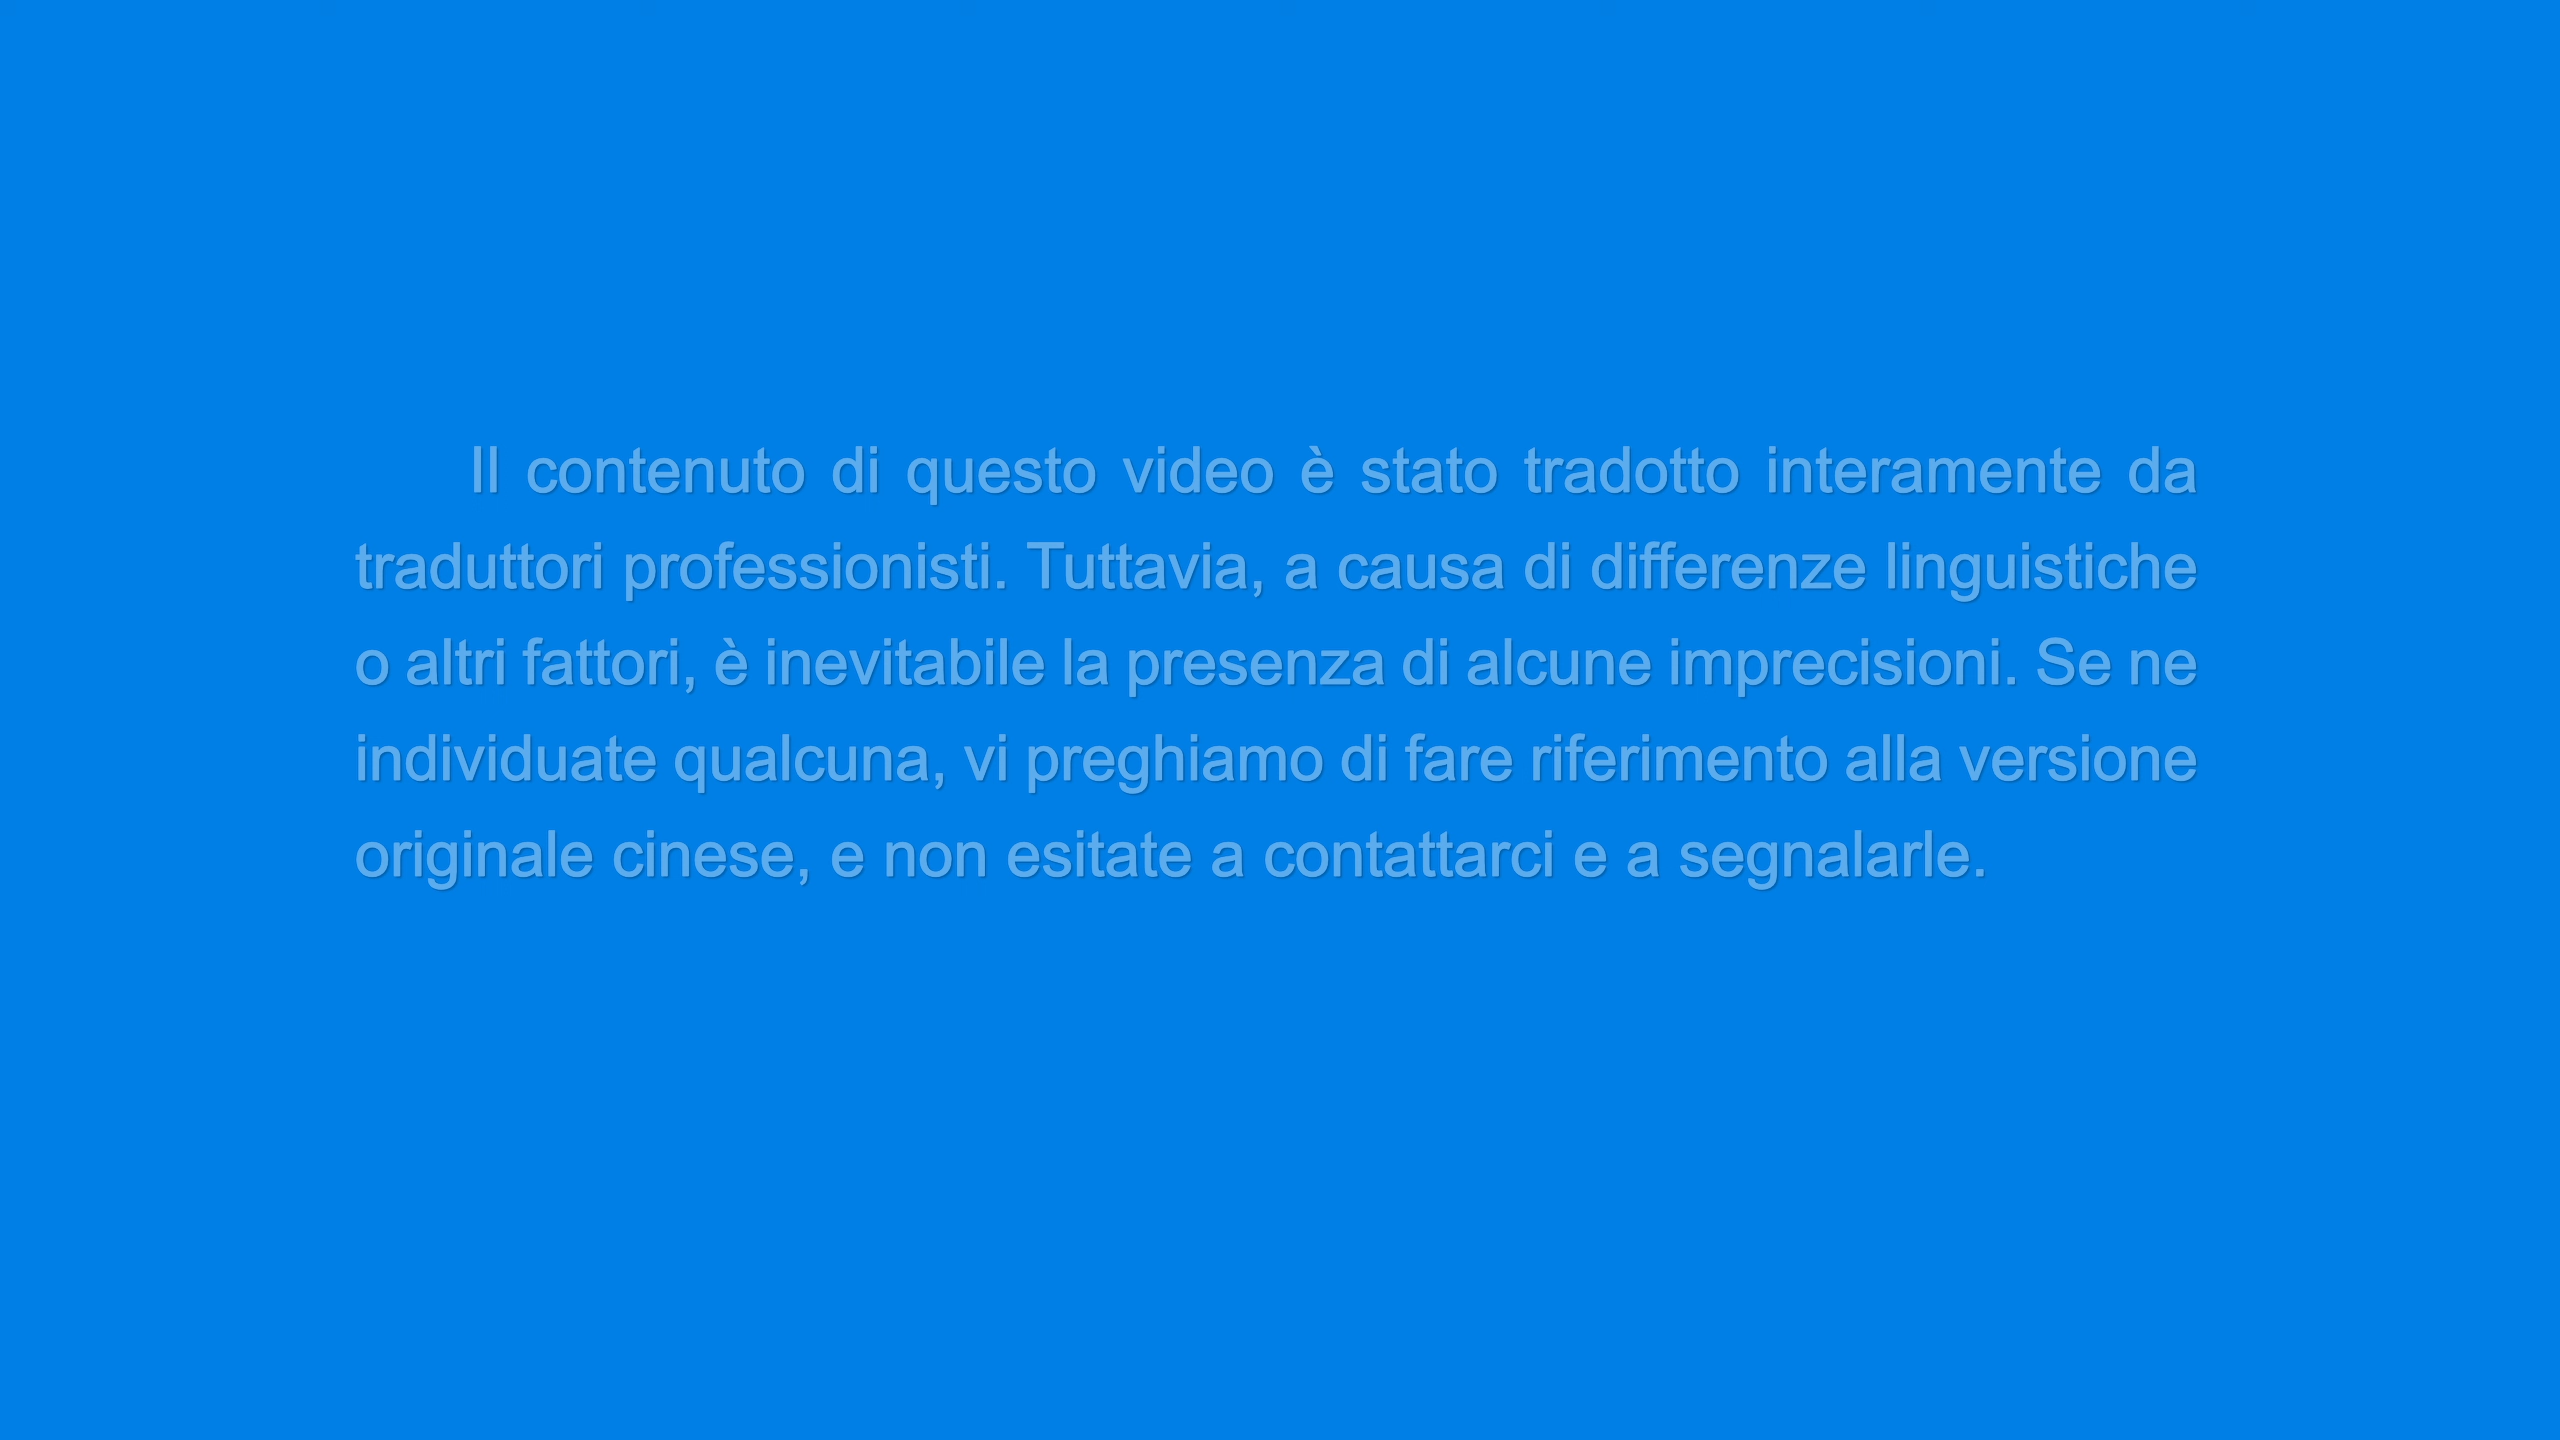 Il contenuto di questo video è stato tradotto interamente da
traduttori professionisti. Tuttavia, a causa di differenze linguistiche
o altri fattori, è inevitabile la presenza di alcune imprecisioni. Se ne
individuate qualcuna, vi preghiamo di fare riferimento alla versione
originale cinese, e non esitate a contattarci e a segnalarle.